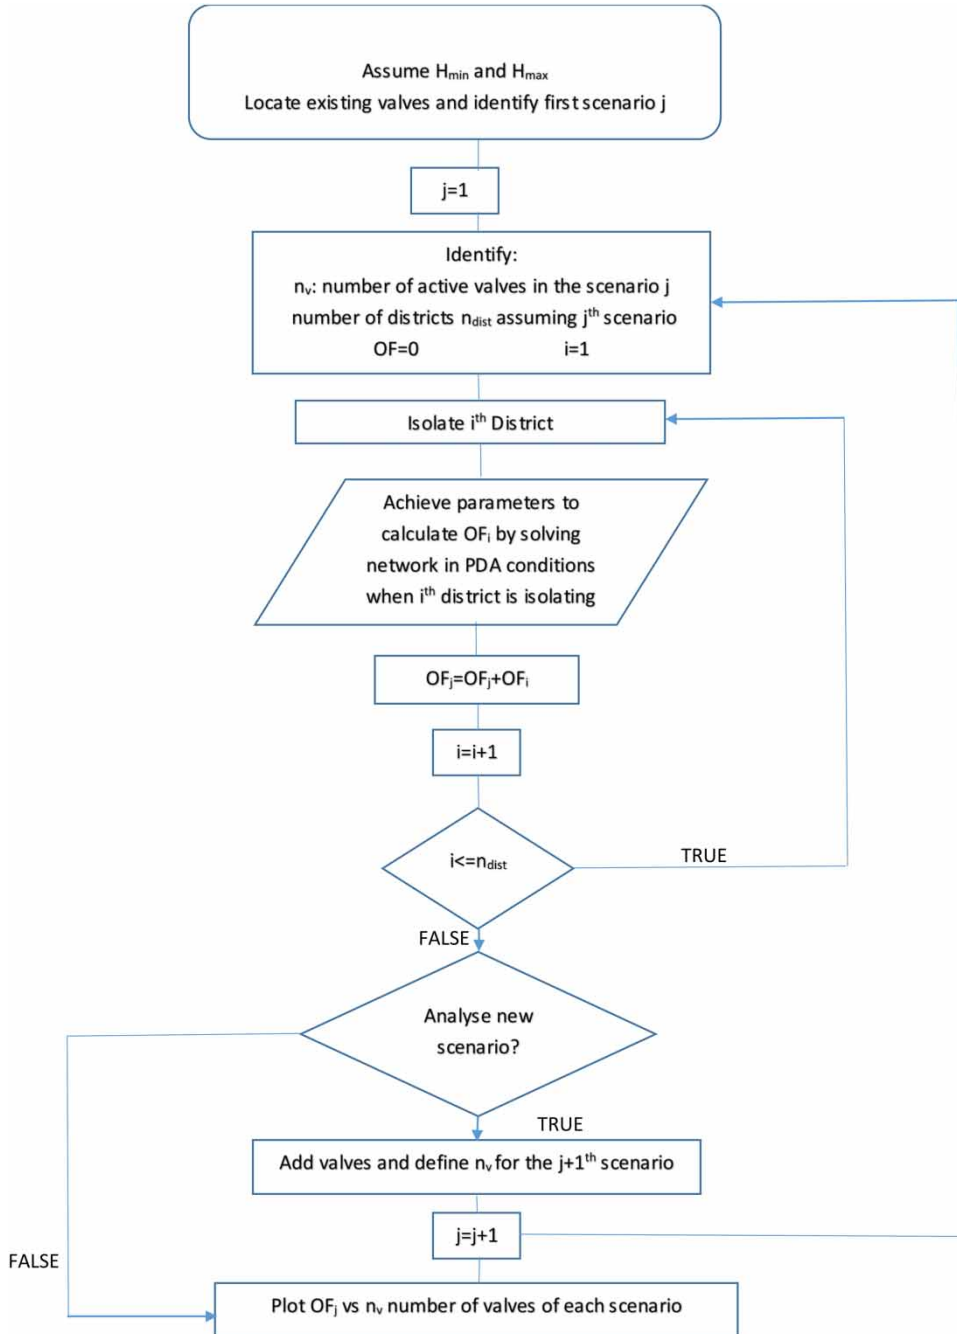 Assume Hmin and Hmax
Locate existing valves and identify first scenario j
j=1
Identify:
nv: number of active valves in the scenario j
number of districts ndist assuming jth scenario
OF=0 i=1
Isolate ith District
Achieve parameters to
calculate OFi by solving
network in PDA conditions
when ith district is isolating
OFj=OFj+OFi
i=i+1
i<=ndist
TRUE
FALSE
Analyse new
scenario?
TRUE
Add valves and define nv for the j+1th scenario
j=j+1
FALSE
Plot OFj vs nv number of valves of each scenario